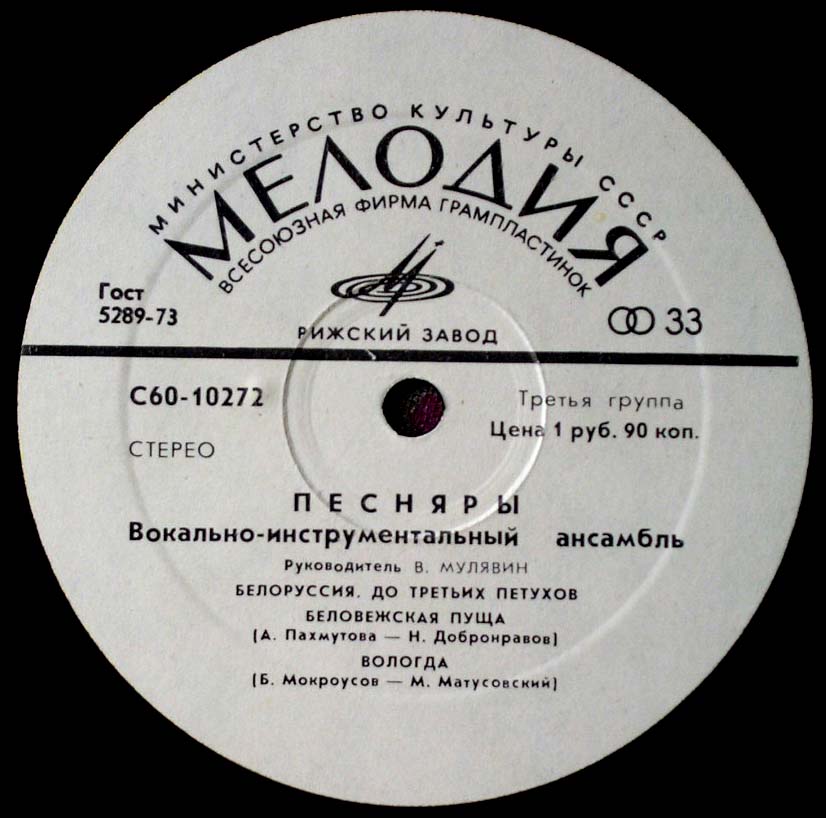 МИНИСТЕРСТВО КУЛЬТУРЫ СССР
МЕЛОДИЯ
ВСЕСОЮЗНАЯ ФИРМА ГРАМПЛАСТИНОК
Гост
5289-73
РИЖСКИЙ ЗАВОД
33
С60-10272
Третья группа
Цена 1 руб. 90 коп.
СТЕРЕО
ПЕСНЯРЫ
Вокально-инструментальный ансамбль
Руководитель В. МУЛЯВИН
БЕЛОРУССИЯ. ДО ТРЕТЬИХ ПЕТУХОВ
БЕЛОВЕЖСКАЯ ПУЩА
(А. Пахмутова — Н. Добронравов)
ВОЛОГДА
(Б. Мокроусов — М. Матусовский)